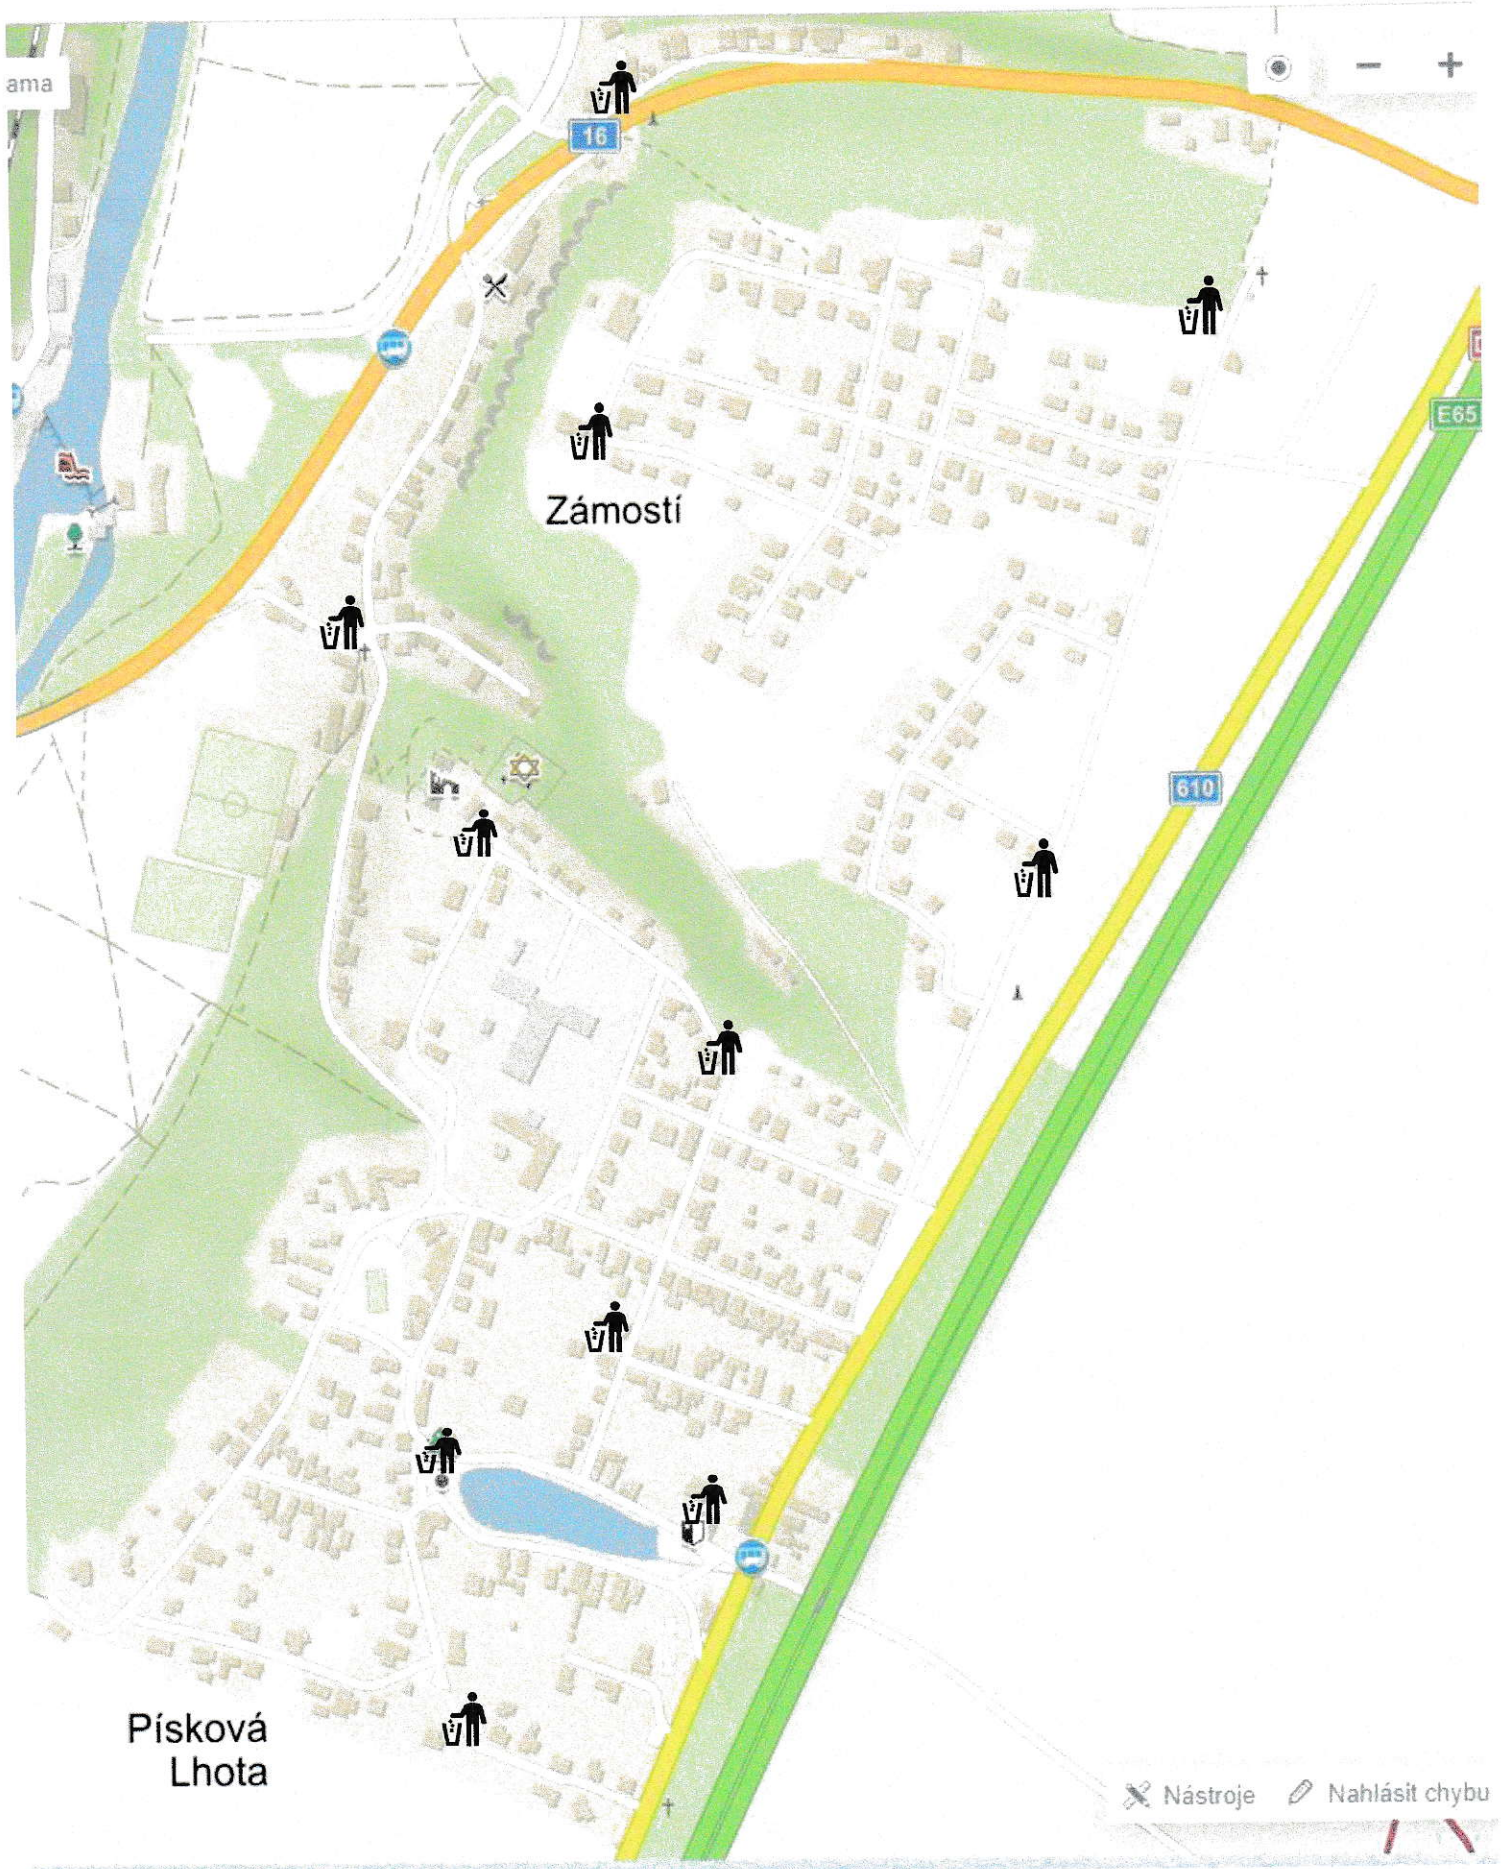 ama
16
E65
Zámostí
610
Písková
Lhota
Nástroje
Nahlásit chybu